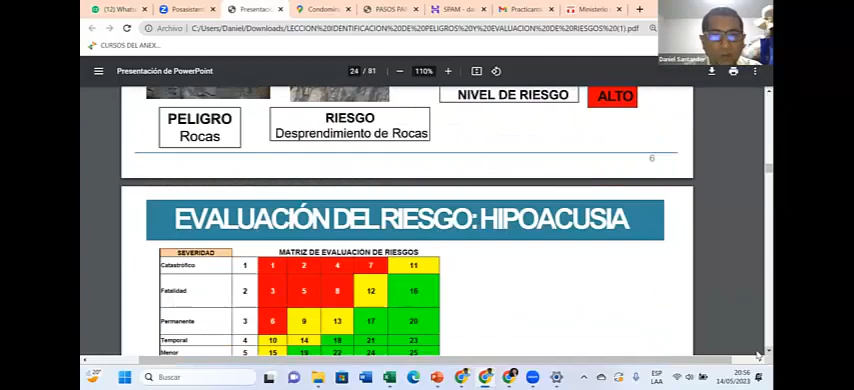 (12) Whats
Posasisten
Presentaci
Condomini
PASOS PA
SPAM - da
Gmail
Practicant
Ministerio
Archivo | C:/Users/Daniel/Downloads/LECCION%20IDENTIFICACION%20DE%20PELIGROS%20Y%20EVALUACION%20DE%20RIESGOS%20(1).pdf
CURSOS DEL ANEX...
Daniel Santander
Presentación de PowerPoint
24 / 81
110%
NIVEL DE RIESGO
ALTO
PELIGRO
Rocas
RIESGO
Desprendimiento de Rocas
6
EVALUACIÓN DEL RIESGO: HIPOACUSIA
SEVERIDAD MATRIZ DE EVALUACIÓN DE RIESGOS
Catastrófico 1 1 2 4 7 11
Fatalidad 2 3 5 8 12 16
Permanente 3 6 9 13 17 20
Temporal 4 10 14 18 21 23
Menor 5 15 19 22 24 25
20°
Buscar
ESP
LAA
20:56
14/05/2023